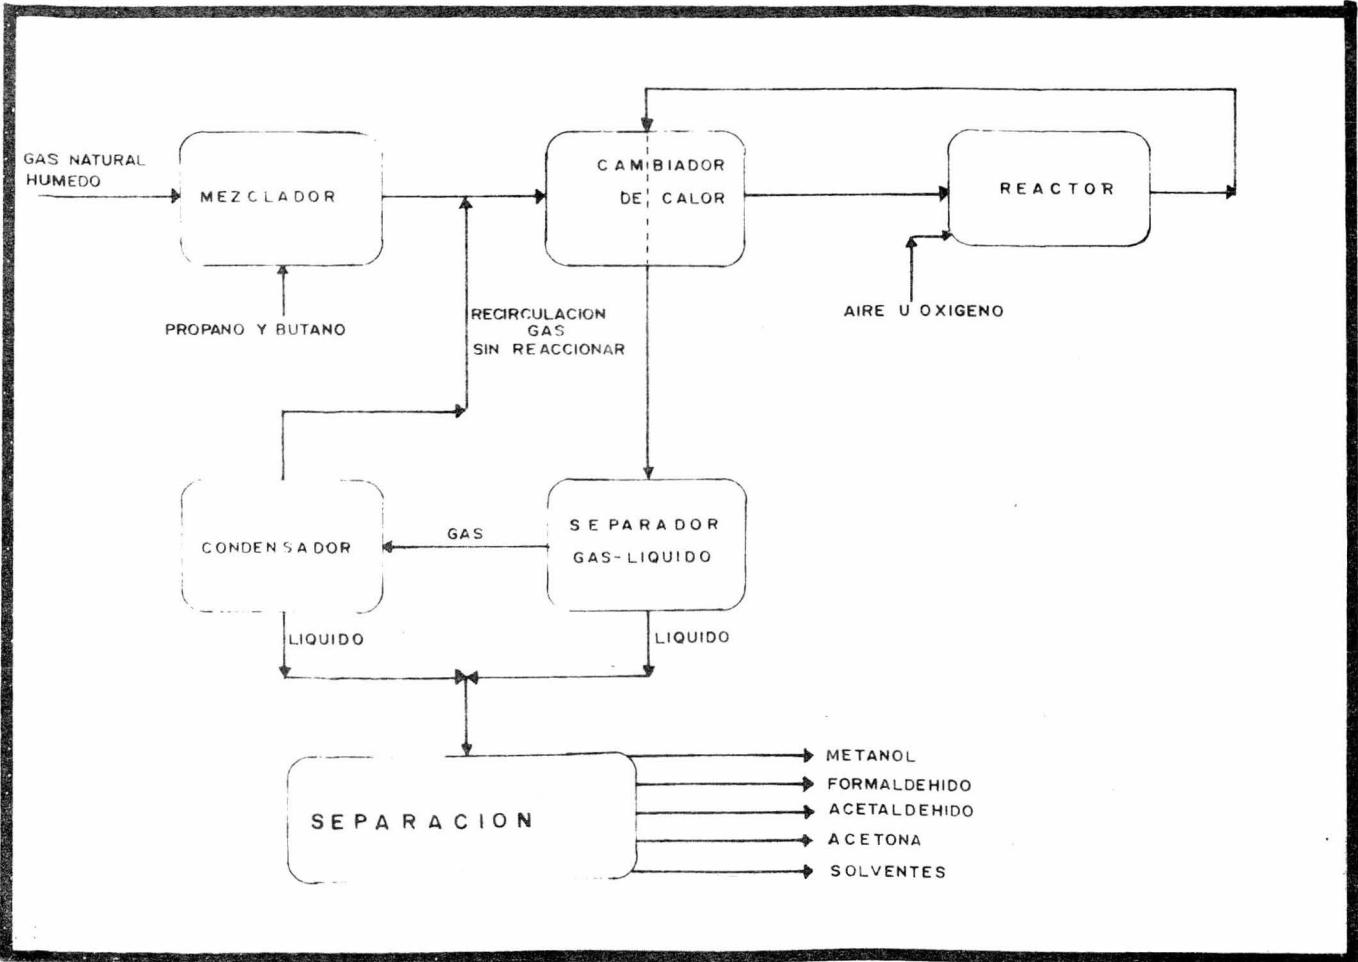 GAS NATURAL
HUMEDO
MEZCLADOR
CAMBIADOR
DE CALOR
REACTOR
PROPANO Y BUTANO
RECIRCULACION
GAS
SIN REACCIONAR
AIRE U OXIGENO
CONDENSADOR
GAS
SEPARADOR
GAS-LIQUIDO
LIQUIDO
LIQUIDO
SEPARACION
METANOL
FORMALDEHIDO
ACETALDEHIDO
ACETONA
SOLVENTES